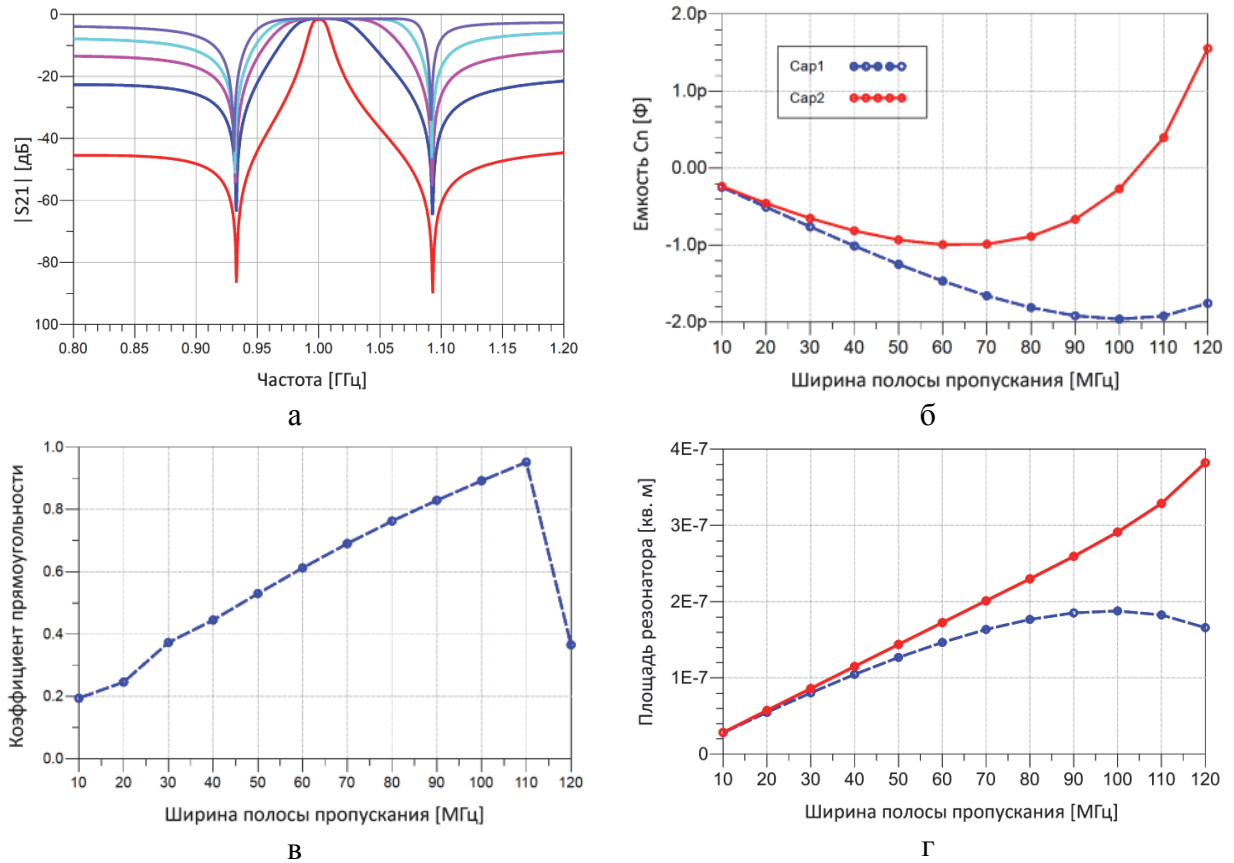 0
-20
-40
-60
-80
100
|S21| [дБ]
0.80 0.85 0.90 0.95 1.00 1.05 1.10 1.15 1.20
Частота [ГГц]
а
2.0p
1.0p
0.00
-1.0p
-2.0p
Емкость Cn [Ф]
Cap1
Cap2
10 20 30 40 50 60 70 80 90 100 110 120
Ширина полосы пропускания [МГц]
б
1.0
0.8
0.6
0.4
0.2
0.0
Коэффициент прямоугольности
10 20 30 40 50 60 70 80 90 100 110 120
Ширина полосы пропускания [МГц]
в
4E-7
3E-7
2E-7
1E-7
0
Площадь резонатора [кв. м]
10 20 30 40 50 60 70 80 90 100 110 120
Ширина полосы пропускания [МГц]
г